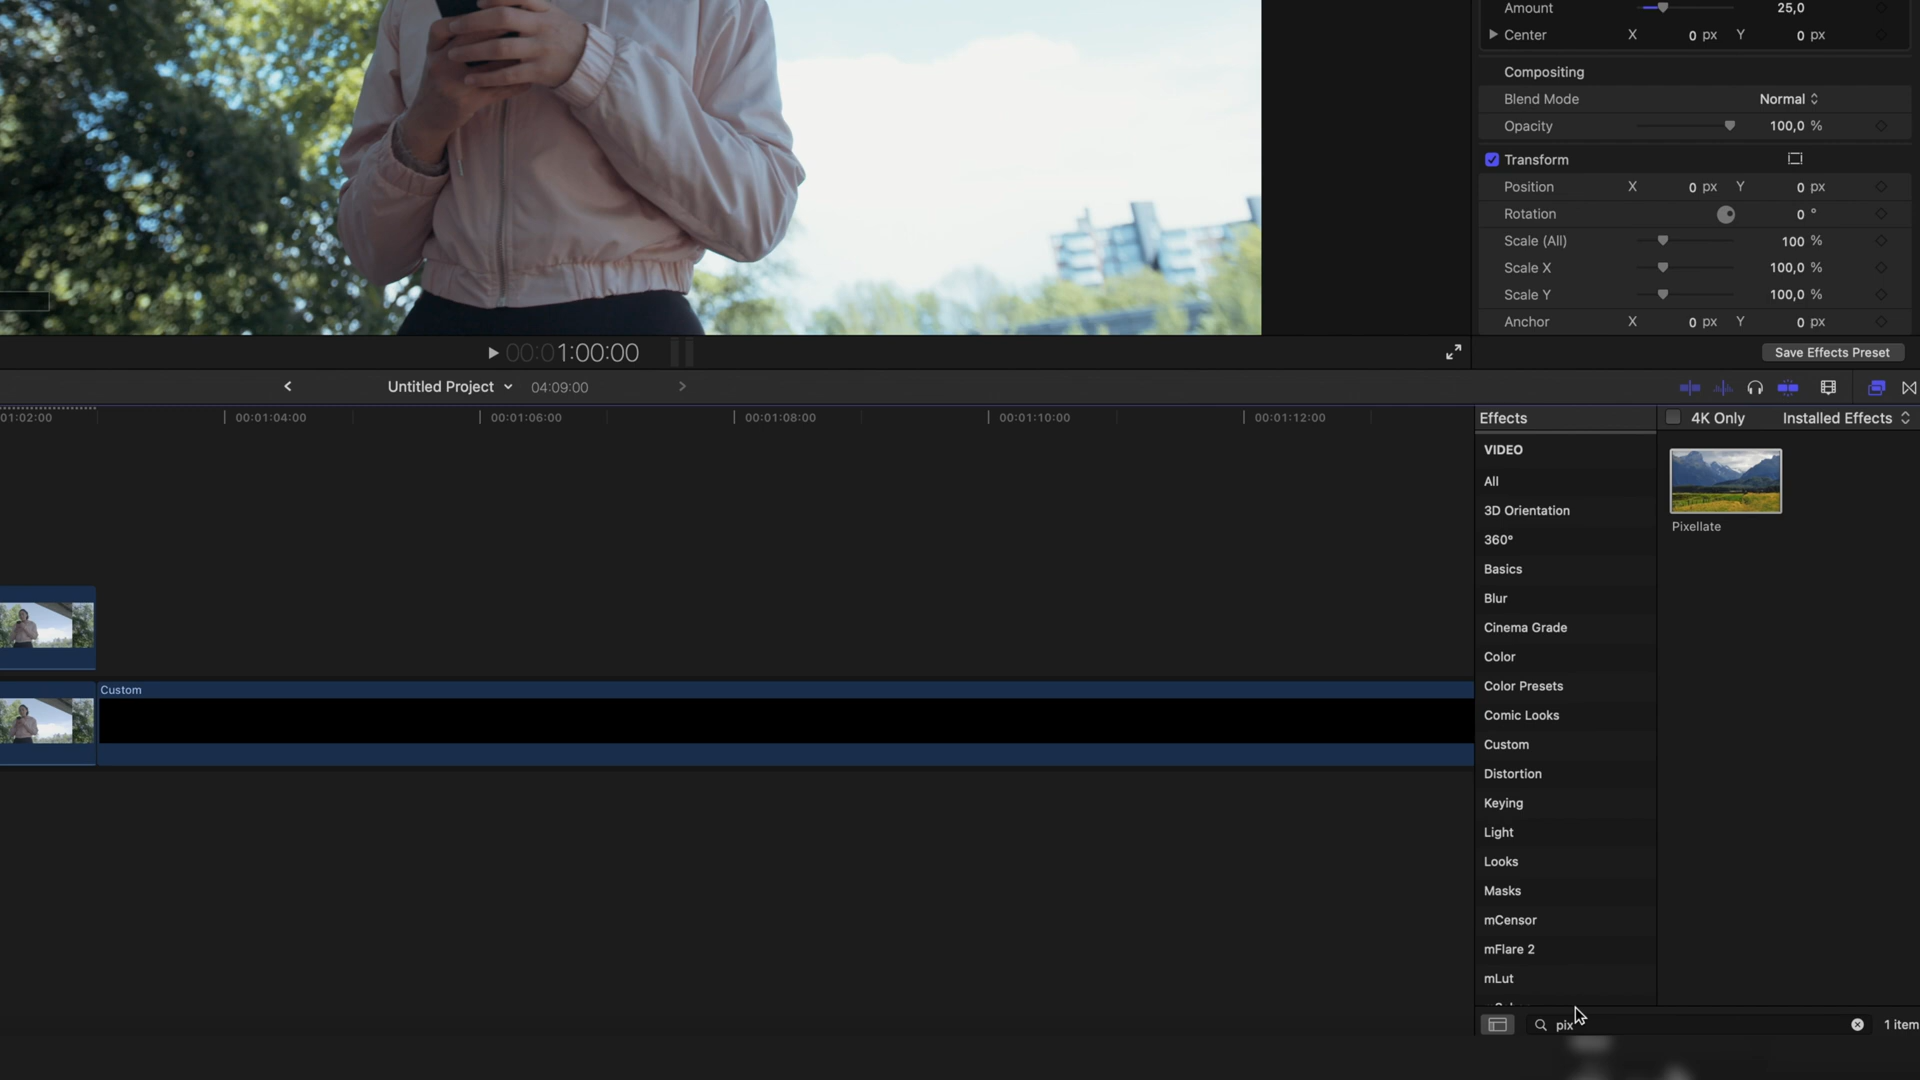 Amount 25,0
Center X 0 px Y 0 px
Compositing
Blend Mode Normal
Opacity 100,0 %
Transform
Position X 0 px Y 0 px
Rotation 0 °
Scale (All) 100 %
Scale X 100,0 %
Scale Y 100,0 %
Anchor X 0 px Y 0 px
00:01:00:00
Save Effects Preset
Untitled Project 04:09:00
01:02:00 00:01:04:00 00:01:06:00 00:01:08:00 00:01:10:00 00:01:12:00
Effects 4K Only Installed Effects
VIDEO
All
3D Orientation
360°
Basics
Blur
Cinema Grade
Color
Color Presets
Comic Looks
Custom
Distortion
Keying
Light
Looks
Masks
mCensor
mFlare 2
mLut
Pixellate
Custom
pix 1 item